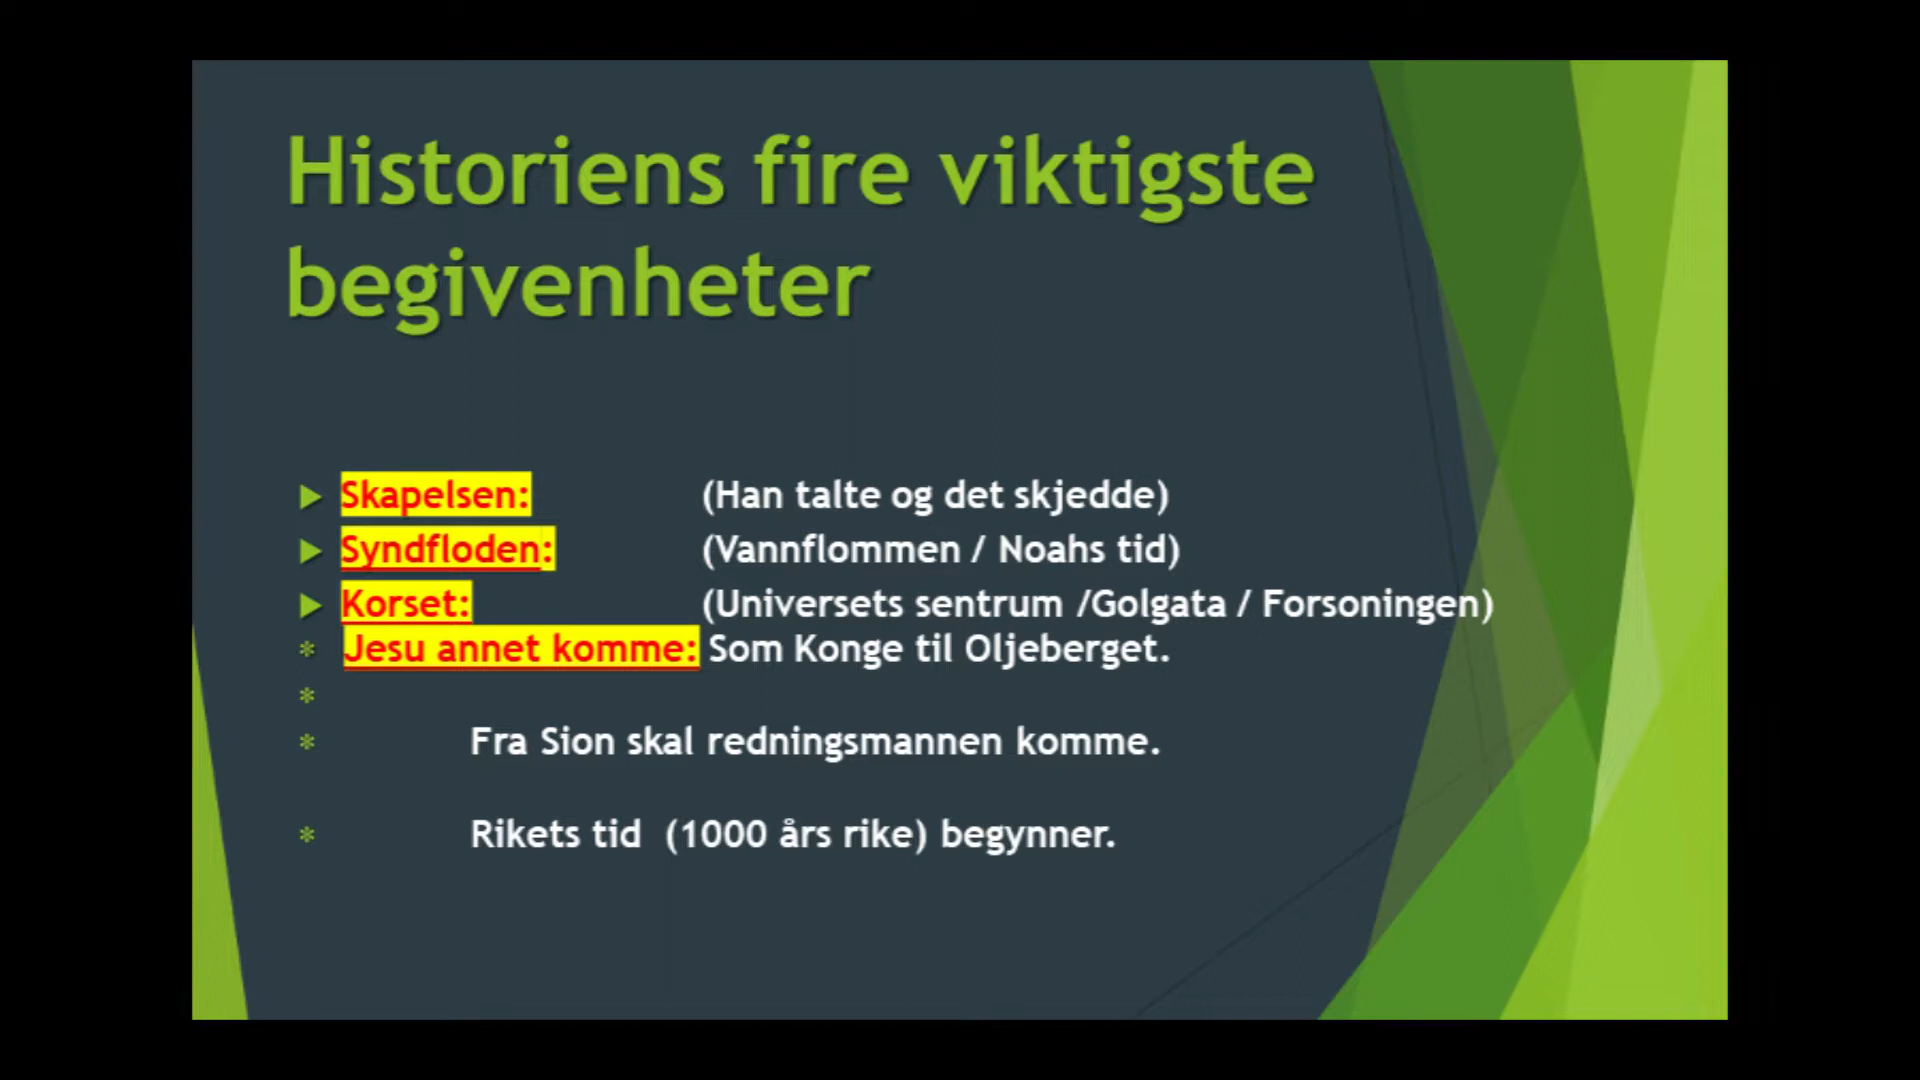 Historiens fire viktigste
begivenheter
Skapelsen: (Han talte og det skjedde)
Syndfloden: (Vannflommen / Noahs tid)
Korset: (Universets sentrum /Golgata / Forsoningen)
* Jesu annet komme: Som Konge til Oljeberget.
*
* Fra Sion skal redningsmannen komme.
* Rikets tid (1000 års rike) begynner.